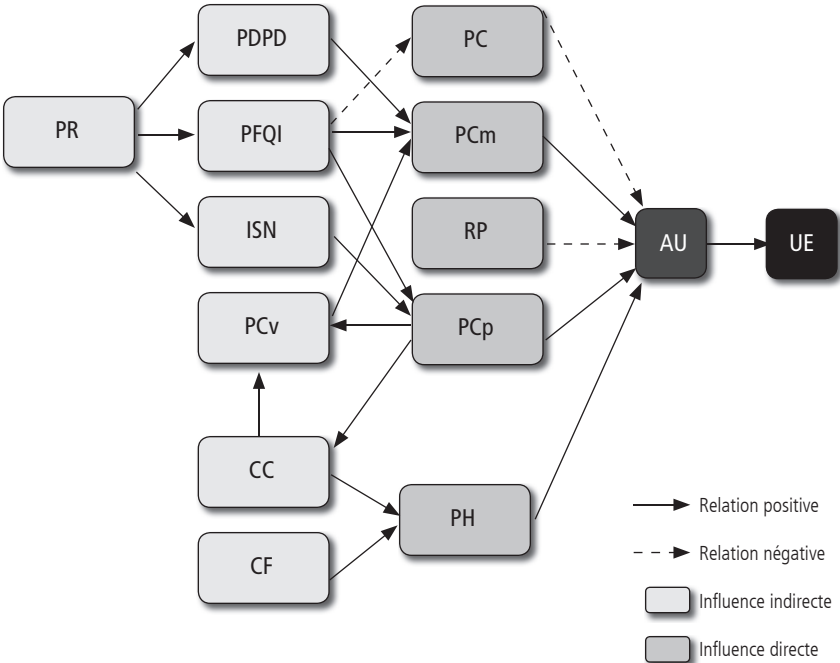 PDPD
PC
PR
PFQI
PCm
ISN
RP
AU
UE
PCv
PCp
CC
PH
CF
Relation positive
Relation négative
Influence indirecte
Influence directe